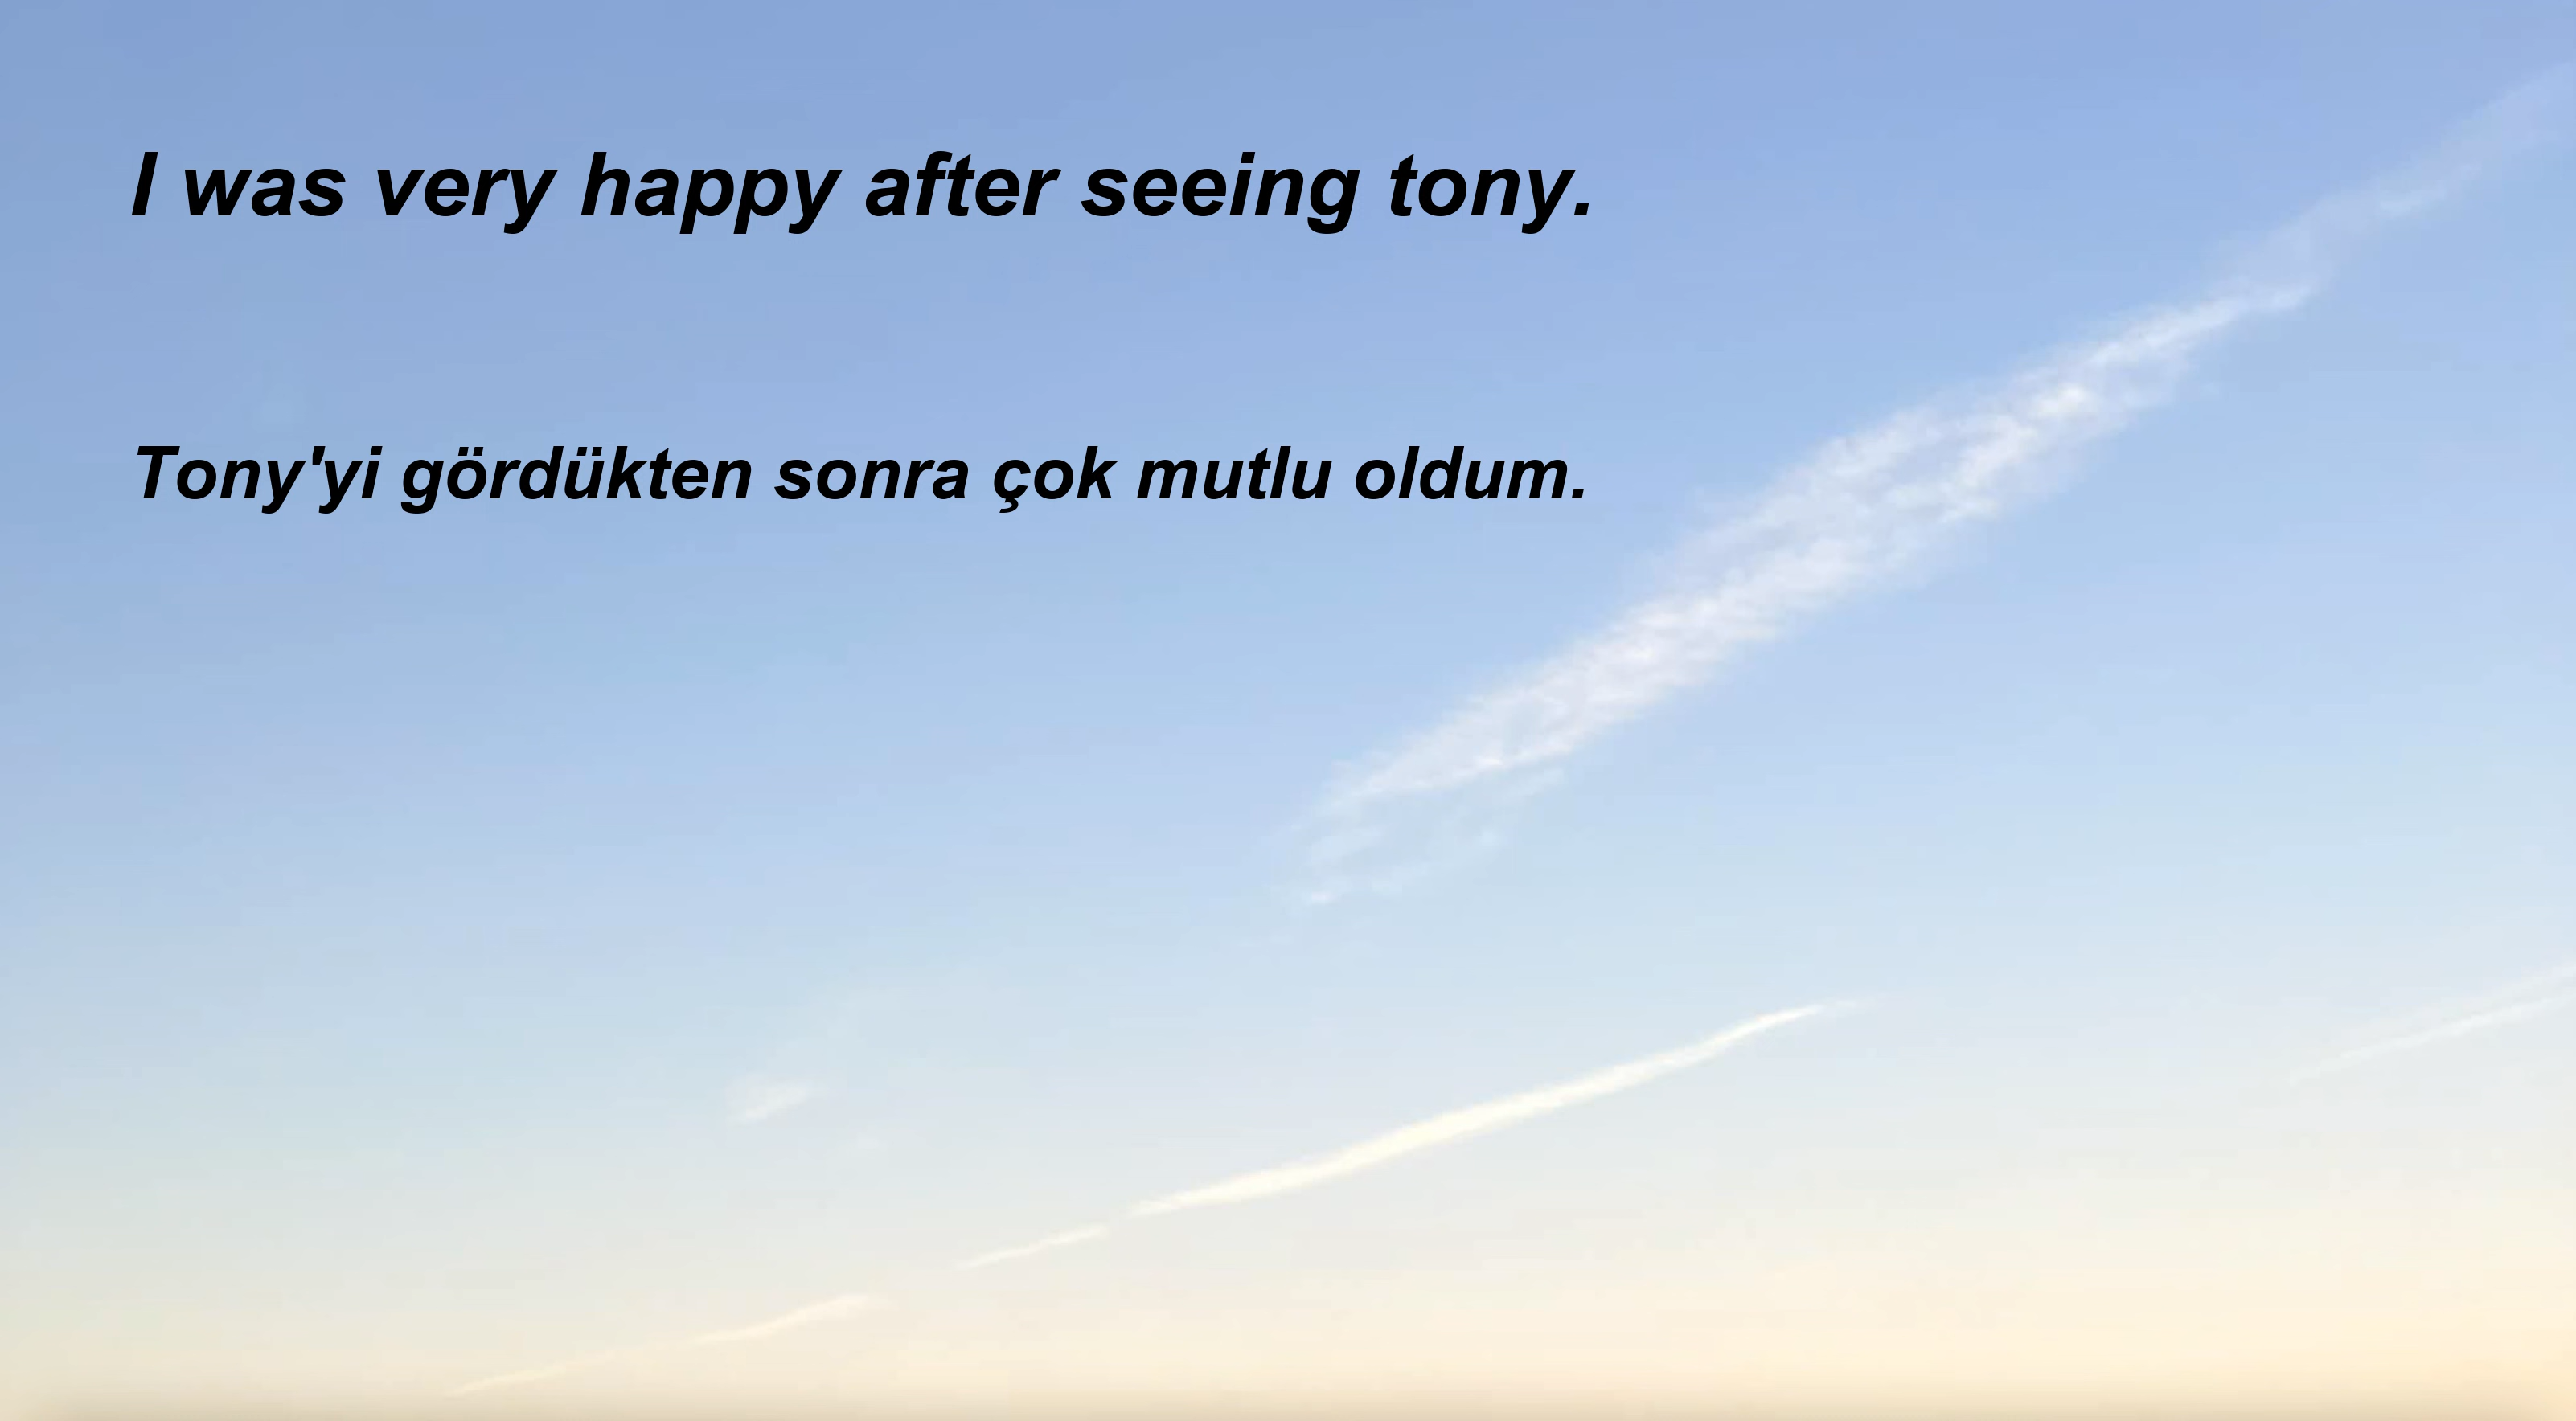 I was very happy after seeing tony.
Tony'yi gördükten sonra çok mutlu oldum.